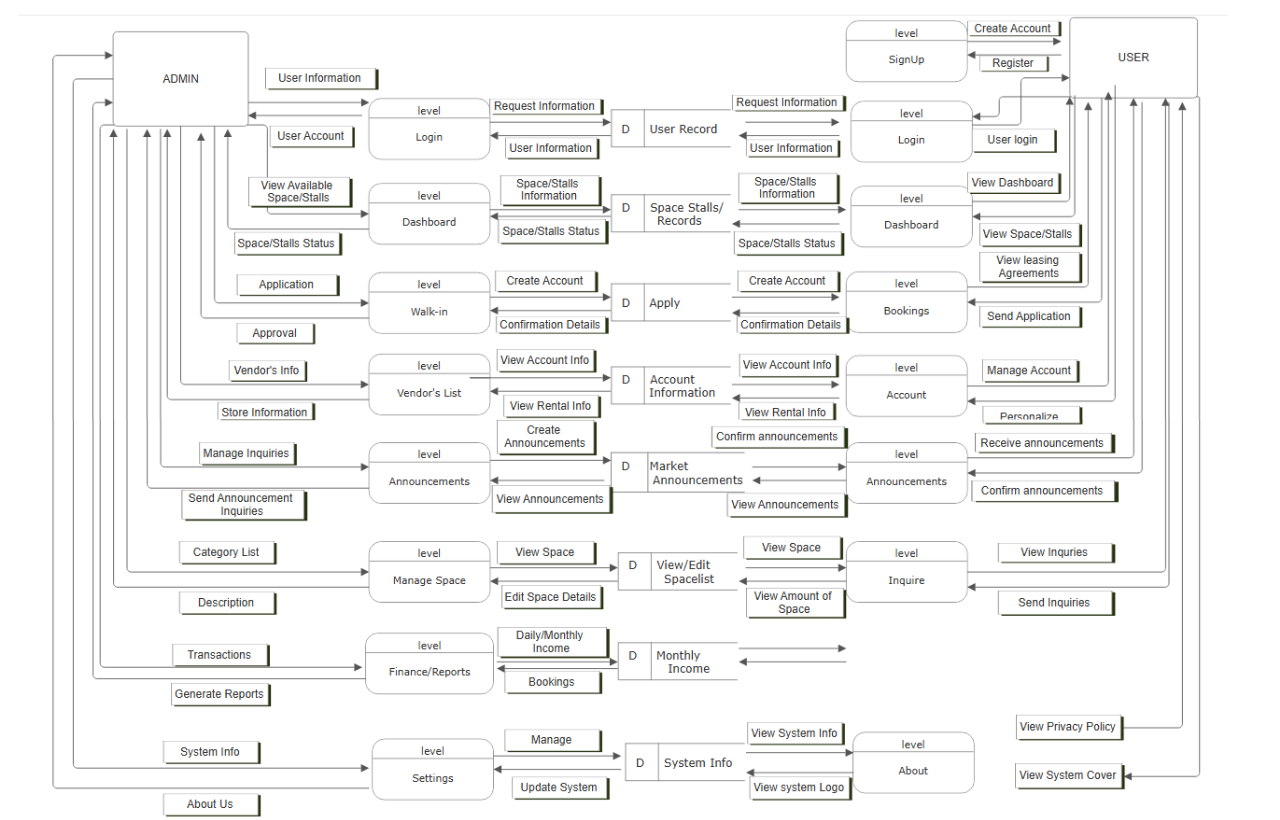 level
SignUp
Create Account
Register
USER
ADMIN
User Information
User Account
level
Login
Request Information
User Information
D
User Record
Request Information
User Information
level
Login
User login
View Available
Space/Stalls
Space/Stalls Status
level
Dashboard
Space/Stalls
Information
Space/Stalls Status
D
Space Stalls/
Records
Space/Stalls
Information
Space/Stalls Status
level
Dashboard
View Dashboard
View Space/Stalls
Application
Approval
level
Walk-in
Create Account
Confirmation Details
D
Apply
Create Account
Confirmation Details
level
Bookings
View leasing
Agreements
Send Application
Vendor's Info
Store Information
level
Vendor's List
View Account Info
View Rental Info
D
Account
Information
View Account Info
View Rental Info
level
Account
Manage Account
Personalize
Manage Inquiries
Send Announcement
Inquiries
level
Announcements
Create
Announcements
View Announcements
D
Market
Announcements
Confirm announcements
View Announcements
level
Announcements
Receive announcements
Confirm announcements
Category List
Description
level
Manage Space
View Space
Edit Space Details
D
View/Edit
Spacelist
View Space
View Amount of
Space
level
Inquire
View Inquries
Send Inquiries
Transactions
Generate Reports
level
Finance/Reports
Daily/Monthly
Income
Bookings
D
Monthly
Income
System Info
About Us
level
Settings
Manage
Update System
D
System Info
View System Info
View system Logo
level
About
View Privacy Policy
View System Cover